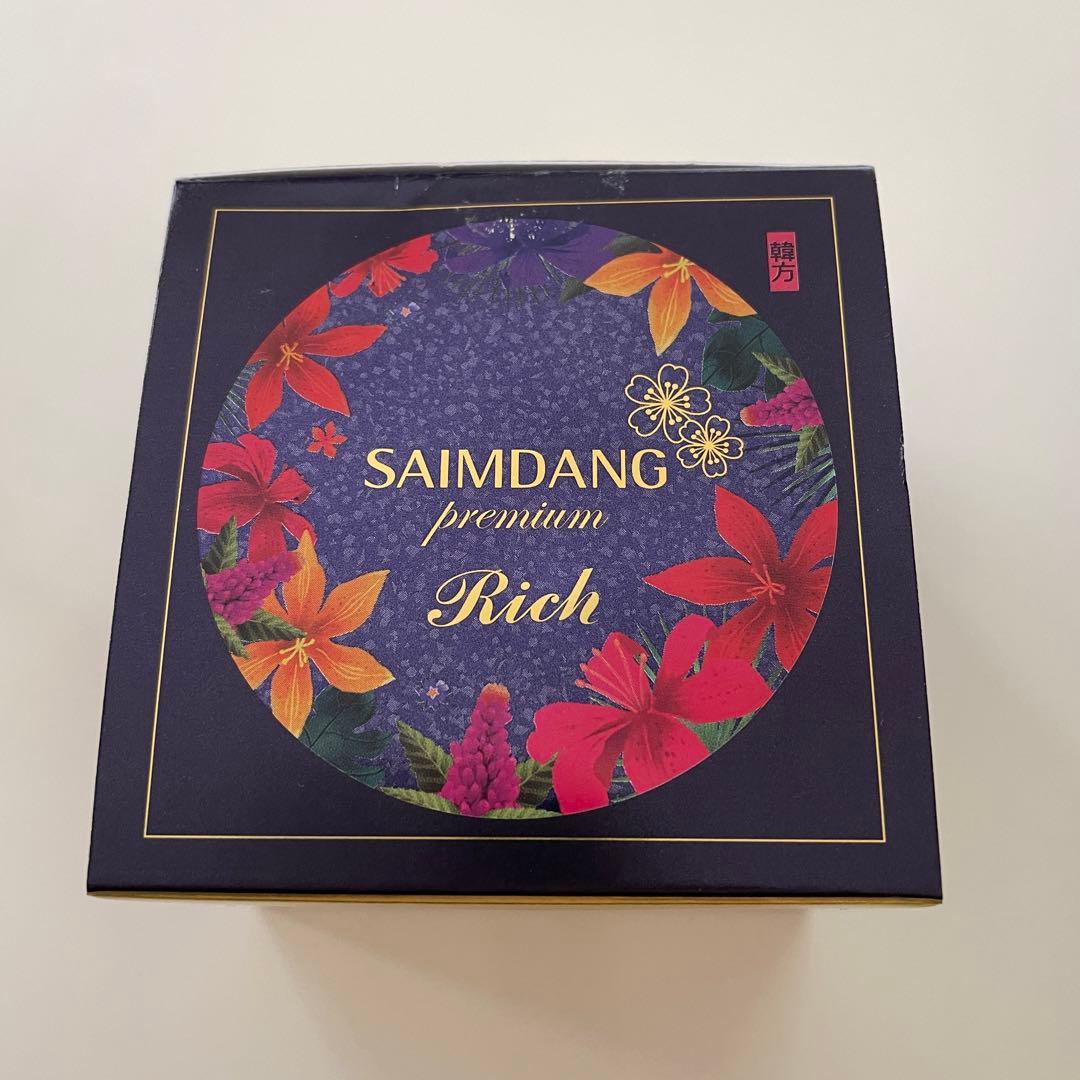 韓方
SAIMDANG
premium
Rich